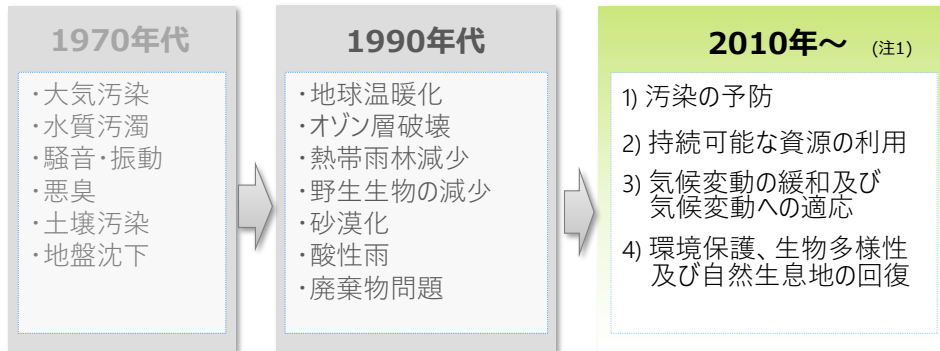 1970年代
・大気汚染
・水質汚濁
・騒音・振動
・悪臭
・土壌汚染
・地盤沈下
1990年代
・地球温暖化
・オゾン層破壊
・熱帯雨林減少
・野生生物の減少
・砂漠化
・酸性雨
・廃棄物問題
2010年～ (注1)
1) 汚染の予防
2) 持続可能な資源の利用
3) 気候変動の緩和及び
気候変動への適応
4) 環境保護、生物多様性
及び自然生息地の回復